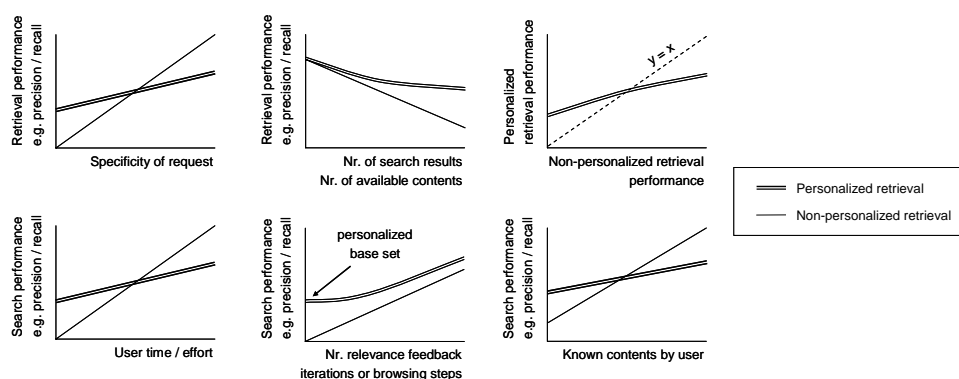 Retrieval performance
e.g. precision / recall
Specificity of request
Retrieval performance
e.g. precision / recall
Nr. of search results
Nr. of available contents
Personalized
retrieval performance
y = x
Non-personalized retrieval
performance
Personalized retrieval
Non-personalized retrieval
Search performance
e.g. precision / recall
User time / effort
Search performance
e.g. precision / recall
personalized
base set
Nr. relevance feedback
iterations or browsing steps
Search performance
e.g. precision / recall
Known contents by user